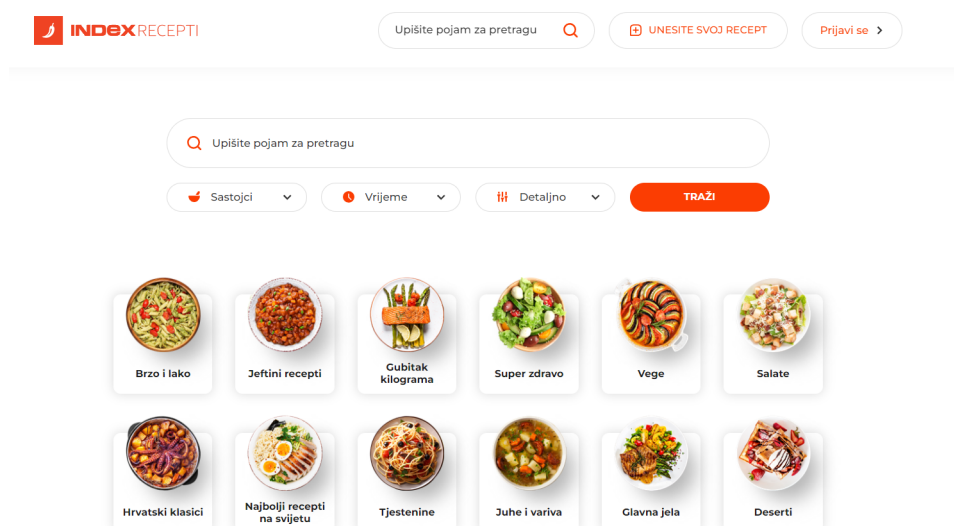 INDEX RECEPTI
Upišite pojam za pretragu
UNESITE SVOJ RECEPT
Prijavi se
Upišite pojam za pretragu
Sastojci
Vrijeme
Detaljno
TRAŽI
Brzo i lako
Jeftini recepti
Gubitak
kilograma
Super zdravo
Vege
Salate
Hrvatski klasici
Najbolji recepti
na svijetu
Tjestenine
Juhe i variva
Glavna jela
Deserti